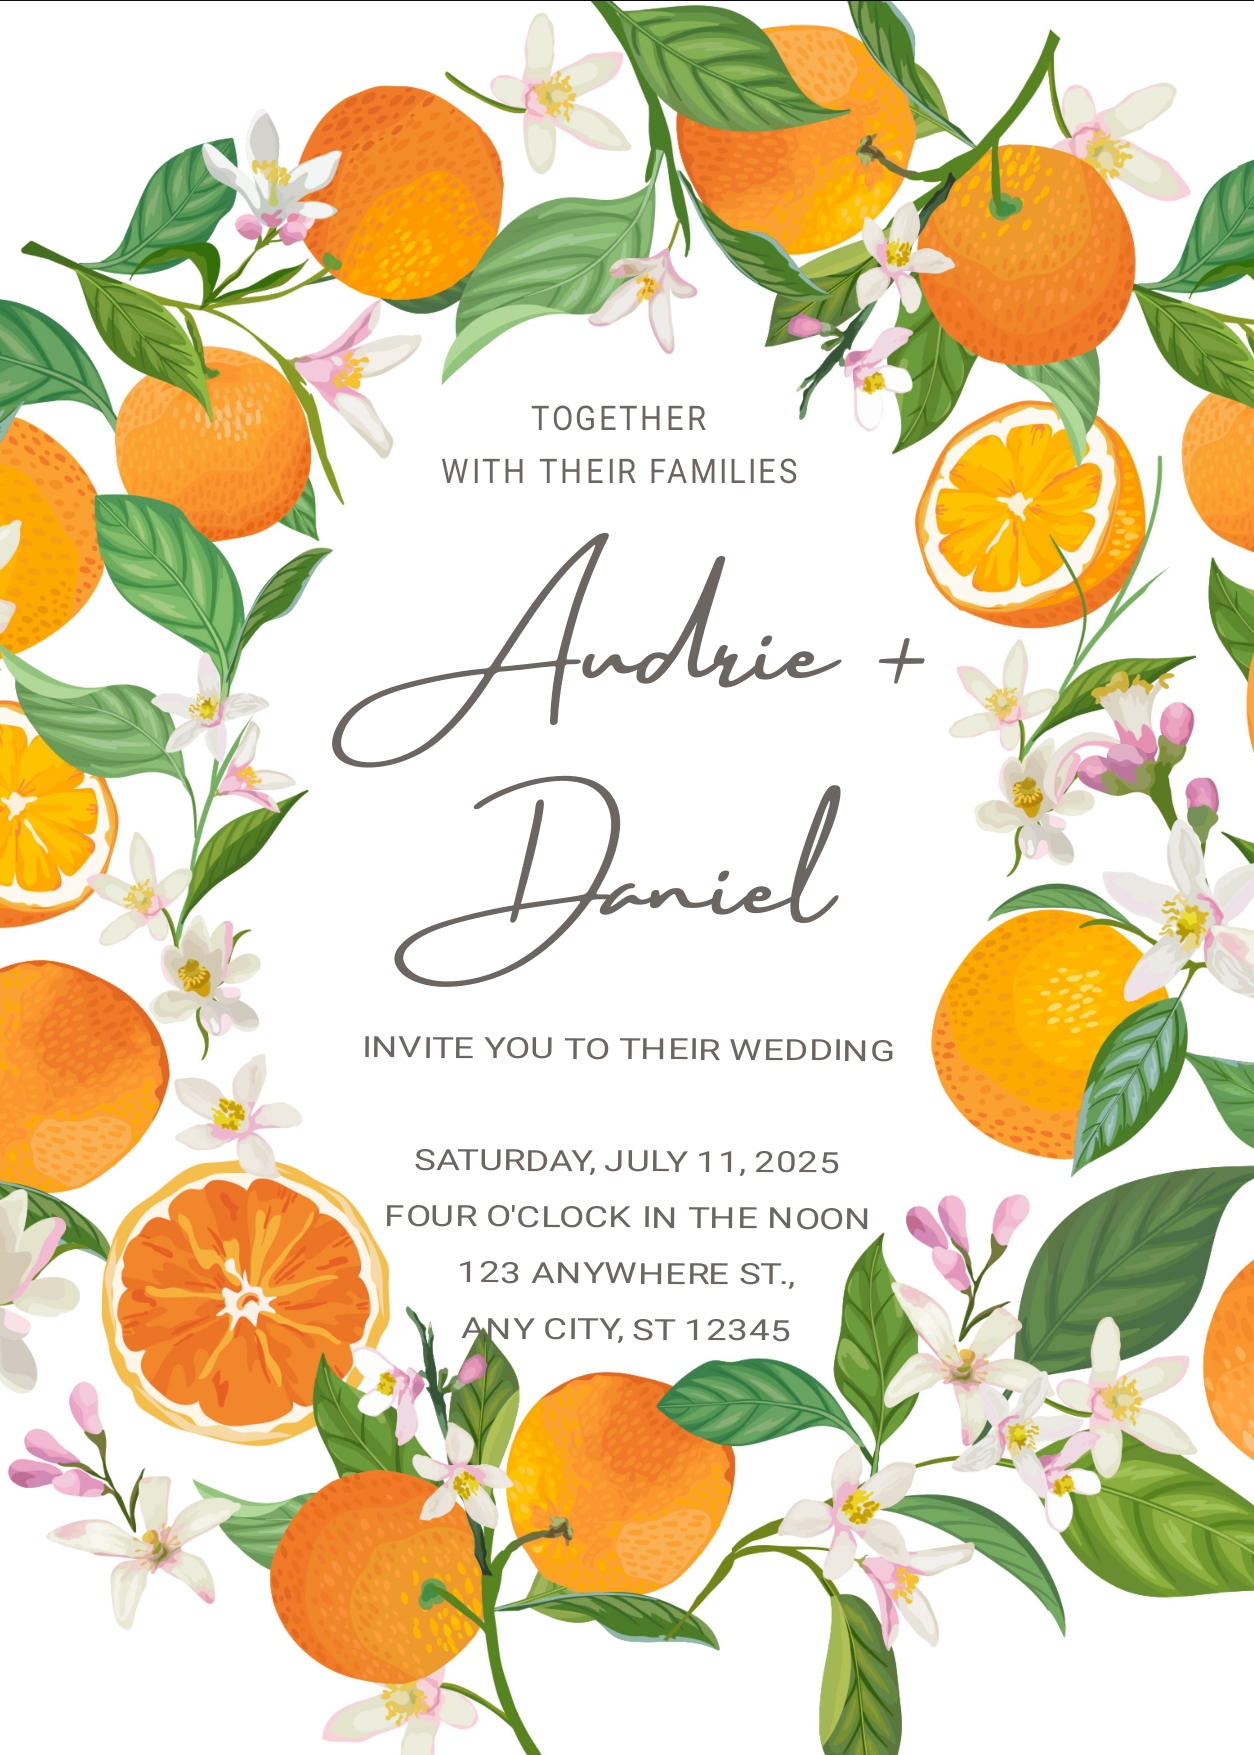 TOGETHER
WITH THEIR FAMILIES
Audrie +
Daniel
INVITE YOU TO THEIR WEDDING
SATURDAY, JULY 11, 2025
FOUR O'CLOCK IN THE NOON
123 ANYWHERE ST.,
ANY CITY, ST 12345